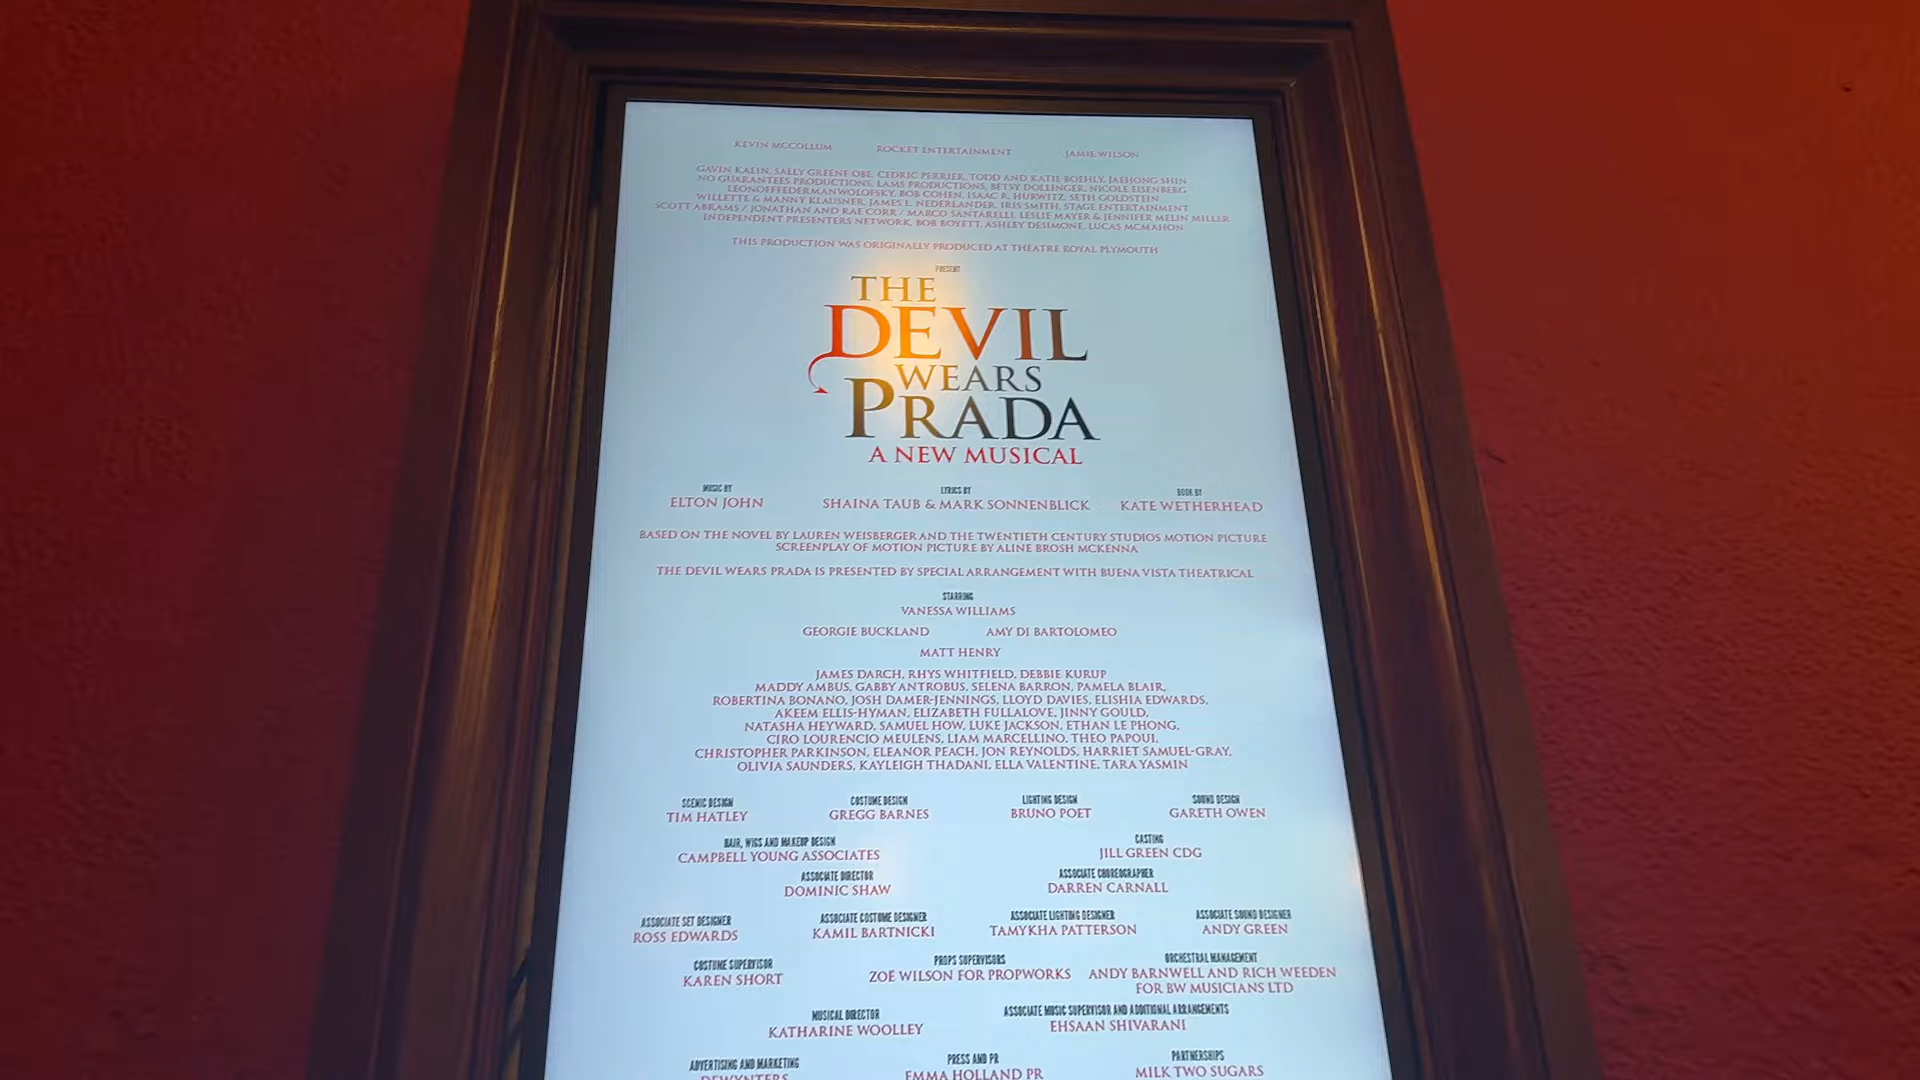 KEVIN MCCOLLUM ROCKET ENTERTAINMENT JAMIE WILSON
GAVIN KALIN, SALLY GREENE OBE, CEDRIC PERRIER, TODD AND KATIE BOEHLY, JAEHONG SHIN
NO GUARANTEES PRODUCTIONS, LAMS PRODUCTIONS, BETSY DOLLINGER, NICOLE EISENBERG
LEONOFFFEDERMANWOLOFSKY, BOB COHEN, ISAAC R. HURWITZ, SETH GOLDSTEIN
WILLETTE & MANNY KLAUSNER, JAMES L. NEDERLANDER, IRIS SMITH, STAGE ENTERTAINMENT
SCOTT ABRAMS / JONATHAN AND RAE CORR / MARCO SANTARELLI, LESLIE MAYER & JENNIFER MELIN MILLER
INDEPENDENT PRESENTERS NETWORK, BOB BOYETT, ASHLEY DESIMONE, LUCAS MCMAHON
THIS PRODUCTION WAS ORIGINALLY PRODUCED AT THEATRE ROYAL PLYMOUTH
PRESENT
THE
DEVIL
WEARS
PRADA
A NEW MUSICAL
MUSIC BY LYRICS BY BOOK BY
ELTON JOHN SHAINA TAUB & MARK SONNENBLICK KATE WETHERHEAD
BASED ON THE NOVEL BY LAUREN WEISBERGER AND THE TWENTIETH CENTURY STUDIOS MOTION PICTURE
SCREENPLAY OF MOTION PICTURE BY ALINE BROSH MCKENNA
THE DEVIL WEARS PRADA IS PRESENTED BY SPECIAL ARRANGEMENT WITH BUENA VISTA THEATRICAL
STARRING
VANESSA WILLIAMS
GEORGIE BUCKLAND AMY DI BARTOLOMEO
MATT HENRY
JAMES DARCH, RHYS WHITFIELD, DEBBIE KURUP
MADDY AMBUS, GABBY ANTROBUS, SELENA BARRON, PAMELA BLAIR,
ROBERTINA BONANO, JOSH DAMER-JENNINGS, LLOYD DAVIES, ELISHIA EDWARDS,
AKEEM ELLIS-HYMAN, ELIZABETH FULLALOVE, JINNY GOULD,
NATASHA HEYWARD, SAMUEL HOW, LUKE JACKSON, ETHAN LE PHONG,
CIRO LOURENCIO MEULENS, LIAM MARCELLINO, THEO PAPOUI,
CHRISTOPHER PARKINSON, ELEANOR PEACH, JON REYNOLDS, HARRIET SAMUEL-GRAY,
OLIVIA SAUNDERS, KAYLEIGH THADANI, ELLA VALENTINE, TARA YASMIN
SCENIC DESIGN COSTUME DESIGN LIGHTING DESIGN SOUND DESIGN
TIM HATLEY GREGG BARNES BRUNO POET GARETH OWEN
HAIR, WIGS AND MAKEUP DESIGN CASTING
CAMPBELL YOUNG ASSOCIATES JILL GREEN CDG
ASSOCIATE DIRECTOR ASSOCIATE CHOREOGRAPHER
DOMINIC SHAW DARREN CARNALL
ASSOCIATE SET DESIGNER ASSOCIATE COSTUME DESIGNER ASSOCIATE LIGHTING DESIGNER ASSOCIATE SOUND DESIGNER
ROSS EDWARDS KAMIL BARTNICKI TAMYKHA PATTERSON ANDY GREEN
COSTUME SUPERVISOR PROPS SUPERVISORS ORCHESTRAL MANAGEMENT
KAREN SHORT ZOË WILSON FOR PROPWORKS ANDY BARNWELL AND RICH WEEDEN
FOR BW MUSICIANS LTD
MUSICAL DIRECTOR ASSOCIATE MUSIC SUPERVISOR AND ADDITIONAL ARRANGEMENTS
KATHARINE WOOLLEY EHSAAN SHIVARANI
ADVERTISING AND MARKETING PRESS AND PR PARTNERSHIPS
DEWYNTERS EMMA HOLLAND PR MILK TWO SUGARS